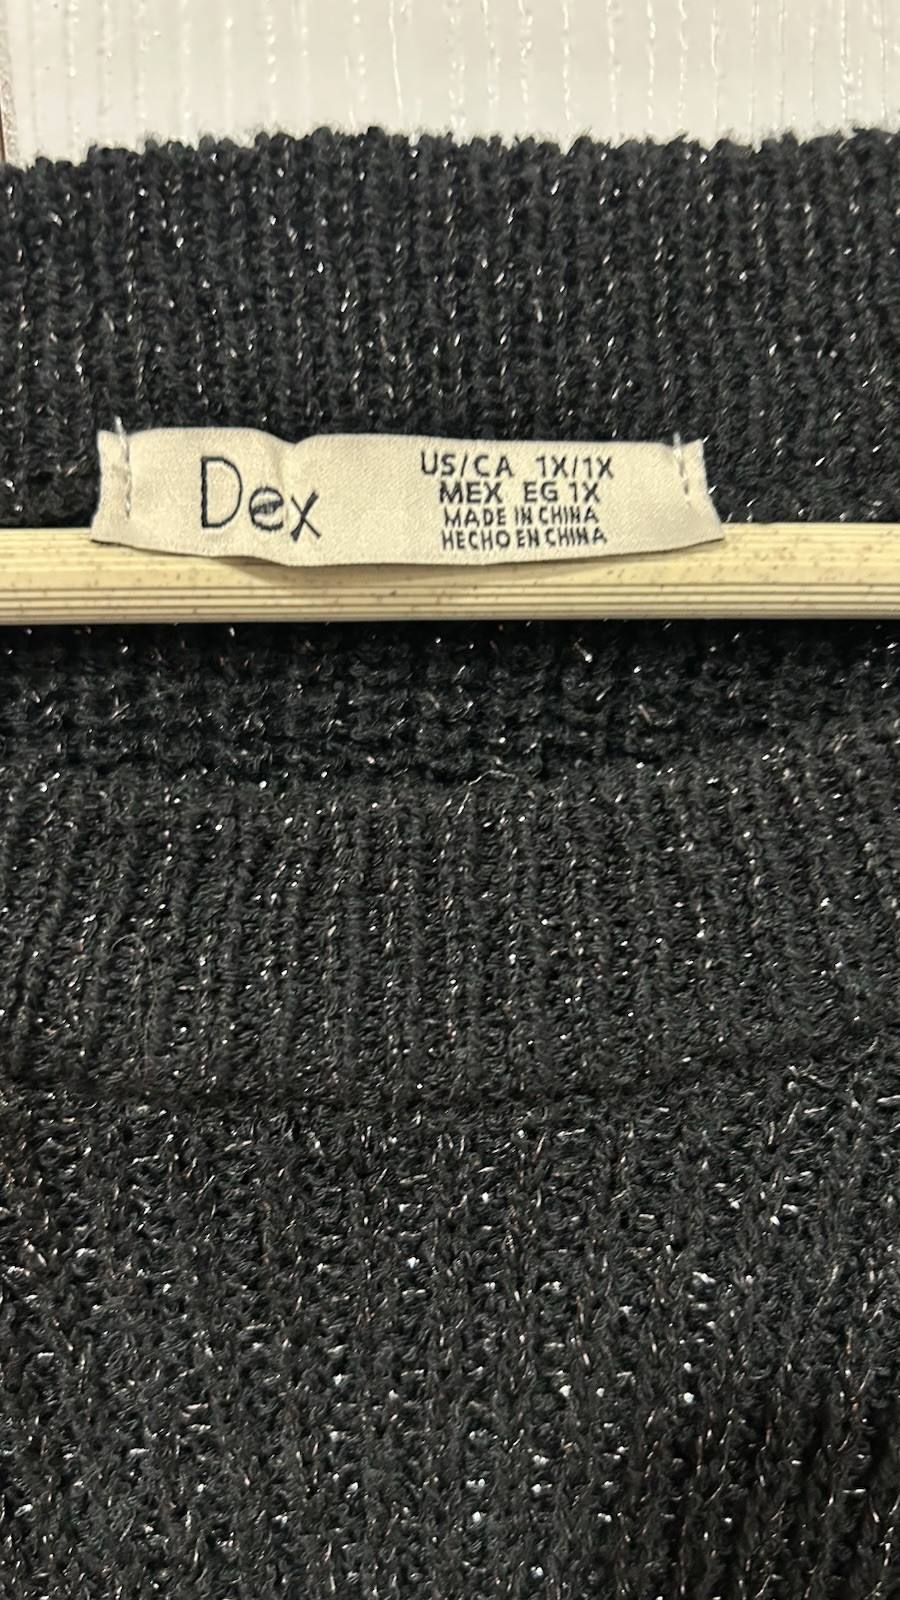 Dex
US/CA 1X/1X
MEX EG 1X
MADE IN CHINA
HECHO EN CHINA